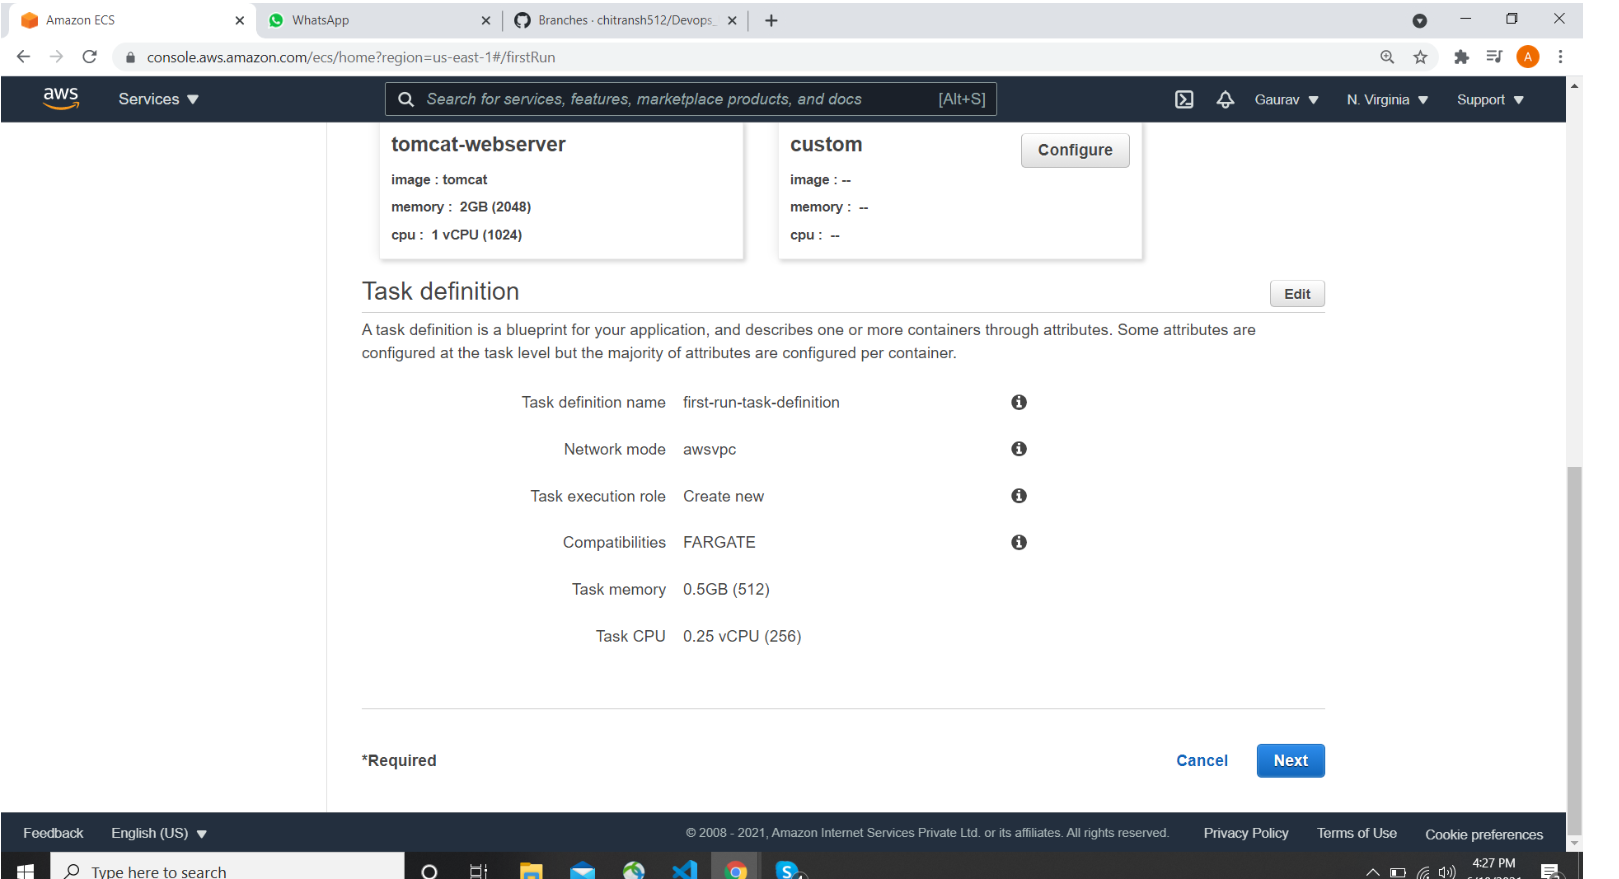 Amazon ECS
WhatsApp
Branches · chitransh512/Devops_
console.aws.amazon.com/ecs/home?region=us-east-1#/firstRun
A
aws
Services
Search for services, features, marketplace products, and docs
[Alt+S]
Gaurav
N. Virginia
Support
tomcat-webserver
image : tomcat
memory : 2GB (2048)
cpu : 1 vCPU (1024)
custom
Configure
image : --
memory : --
cpu : --
Task definition
Edit
A task definition is a blueprint for your application, and describes one or more containers through attributes. Some attributes are
configured at the task level but the majority of attributes are configured per container.
Task definition name first-run-task-definition
Network mode awsvpc
Task execution role Create new
Compatibilities FARGATE
Task memory 0.5GB (512)
Task CPU 0.25 vCPU (256)
*Required
Cancel
Next
Feedback
English (US)
© 2008 - 2021, Amazon Internet Services Private Ltd. or its affiliates. All rights reserved.
Privacy Policy
Terms of Use
Cookie preferences
Type here to search
4:27 PM